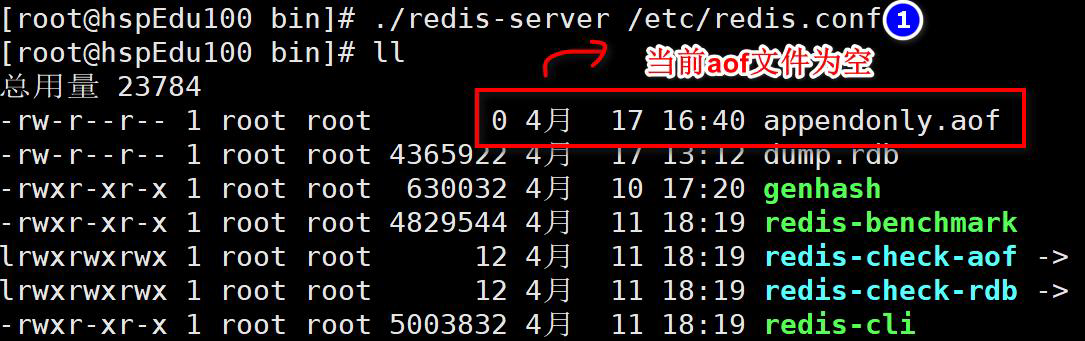 [root@hspEdu100 bin]# ./redis-server /etc/redis.conf 1
[root@hspEdu100 bin]# ll
当前aof文件为空
总用量 23784
-rw-r--r-- 1 root root       0 4月  17 16:40 appendonly.aof
-rw-r--r-- 1 root root 4365922 4月  17 13:12 dump.rdb
-rwxr-xr-x 1 root root  630032 4月  10 17:20 genhash
-rwxr-xr-x 1 root root 4829544 4月  11 18:19 redis-benchmark
lrwxrwxrwx 1 root root      12 4月  11 18:19 redis-check-aof ->
lrwxrwxrwx 1 root root      12 4月  11 18:19 redis-check-rdb ->
-rwxr-xr-x 1 root root 5003832 4月  11 18:19 redis-cli